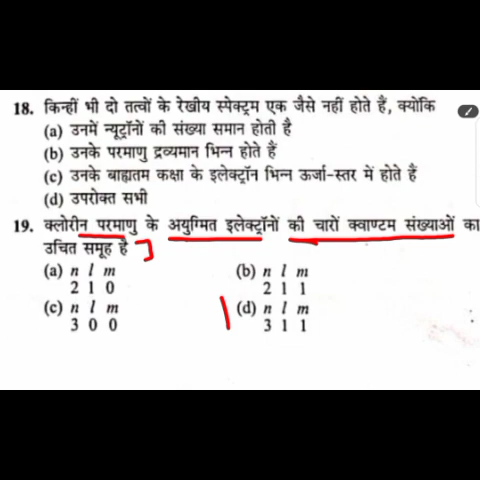 18. किन्हीं भी दो तत्वों के रेखीय स्पेक्ट्रम एक जैसे नहीं होते हैं, क्योंकि
(a) उनमें न्यूट्रॉनों की संख्या समान होती है
(b) उनके परमाणु द्रव्यमान भिन्न होते हैं
(c) उनके बाह्यतम कक्षा के इलेक्ट्रॉन भिन्न ऊर्जा-स्तर में होते हैं
(d) उपरोक्त सभी
19. क्लोरीन परमाणु के अयुग्मित इलेक्ट्रॉनों की चारों क्वाण्टम संख्याओं का
उचित समूह है
(a) n l m (b) n l m
2 1 0 2 1 1
(c) n l m (d) n l m
3 0 0 3 1 1